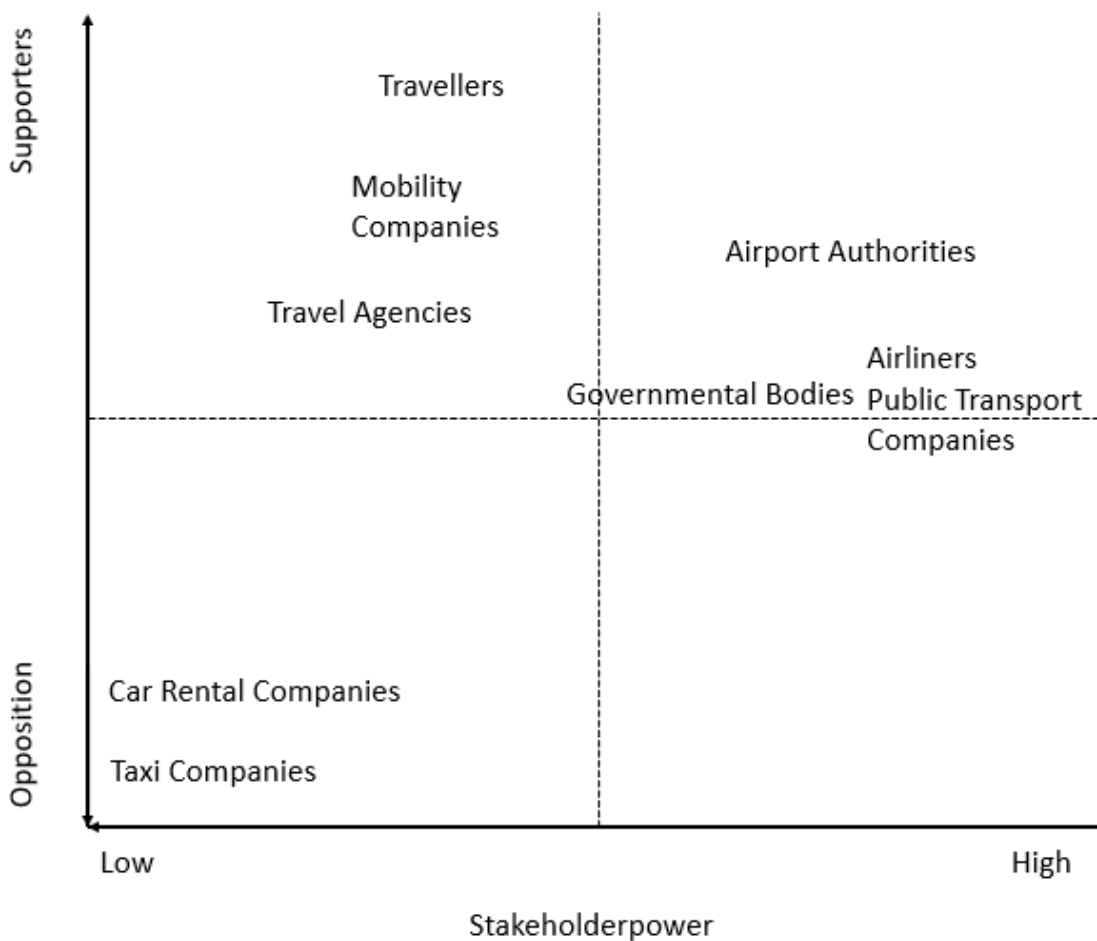 Supporters
Travellers
Mobility
Companies
Airport Authorities
Travel Agencies
Airliners
Governmental Bodies
Public Transport
Companies
Opposition
Car Rental Companies
Taxi Companies
Low
High
Stakeholderpower